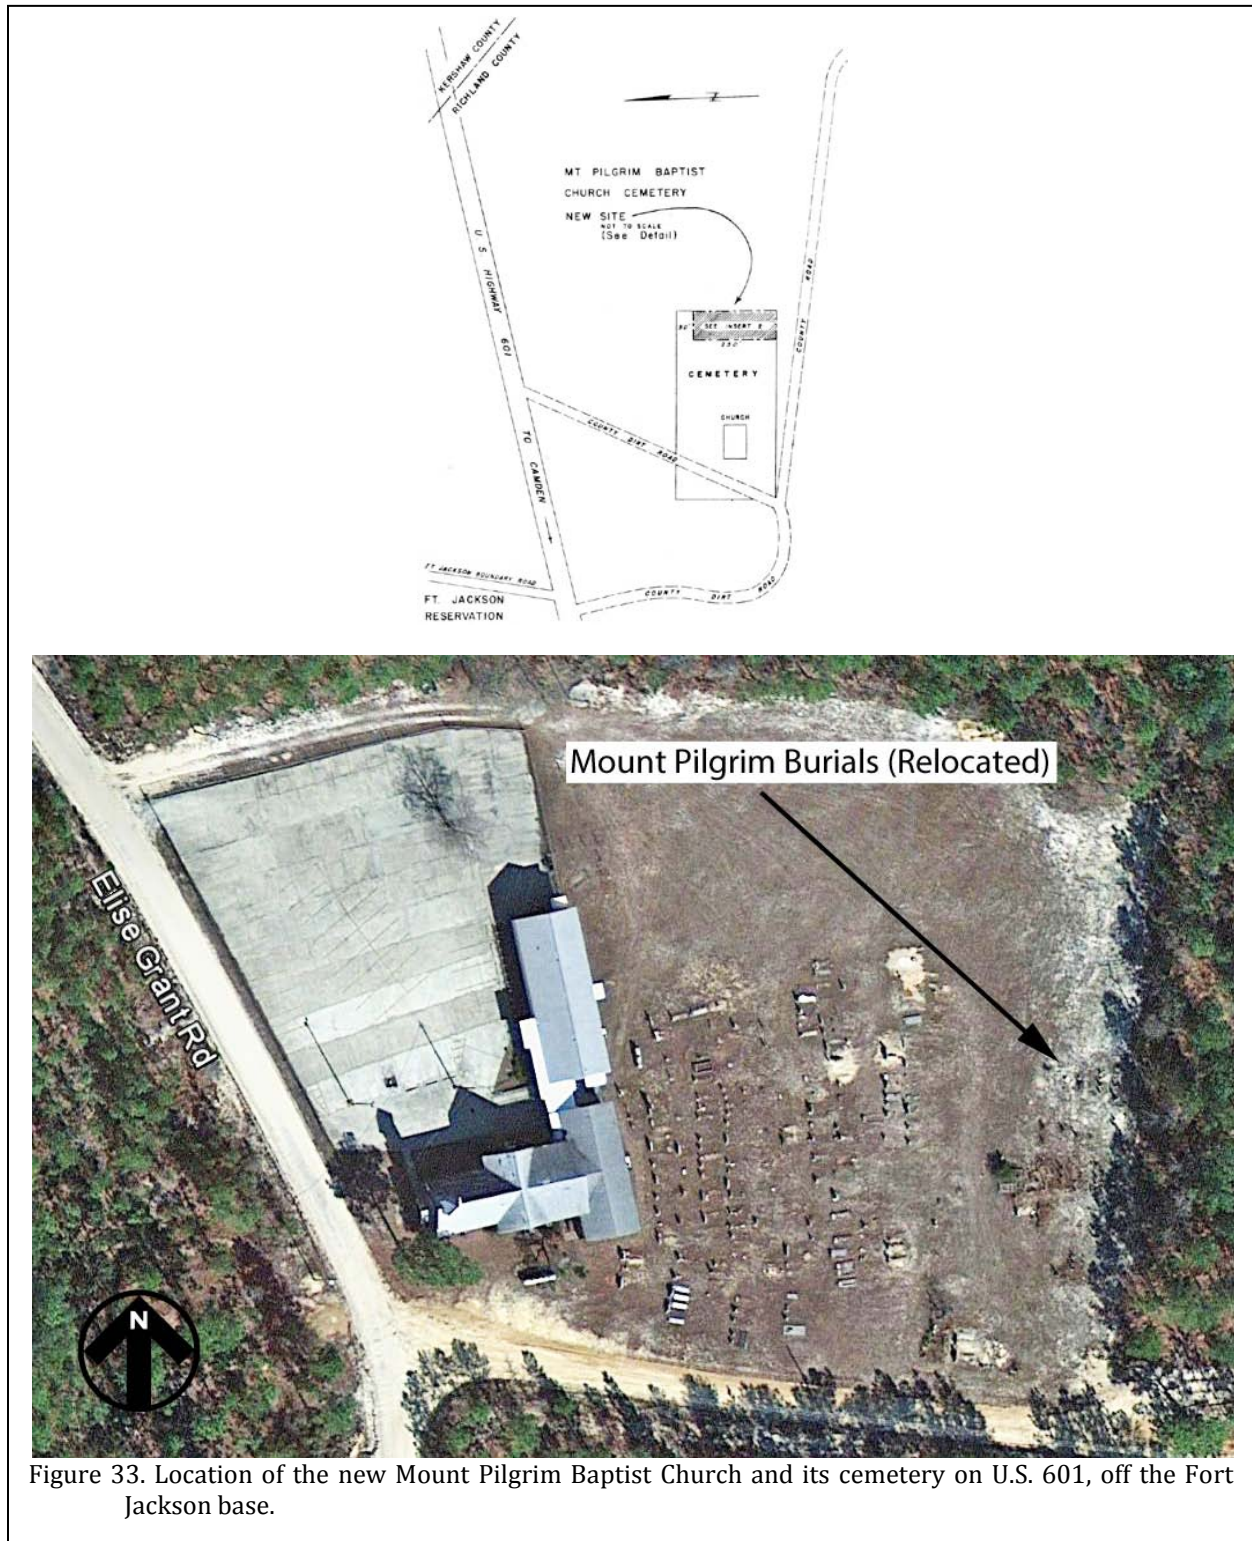 KERSHAW COUNTY
RICHLAND COUNTY
N
MT PILGRIM BAPTIST
CHURCH CEMETERY
NEW SITE
NOT TO SCALE
(See Detail)
U S HIGHWAY 601
TO CAMDEN
COUNTY ROAD
SEE INSERT 2
230'
CEMETERY
CHURCH
COUNTY DIRT ROAD
FT JACKSON BOUNDARY ROAD
FT. JACKSON
RESERVATION
COUNTY DIRT ROAD
Mount Pilgrim Burials (Relocated)
Elise Grant Rd
N
Figure 33. Location of the new Mount Pilgrim Baptist Church and its cemetery on U.S. 601, off the Fort
Jackson base.